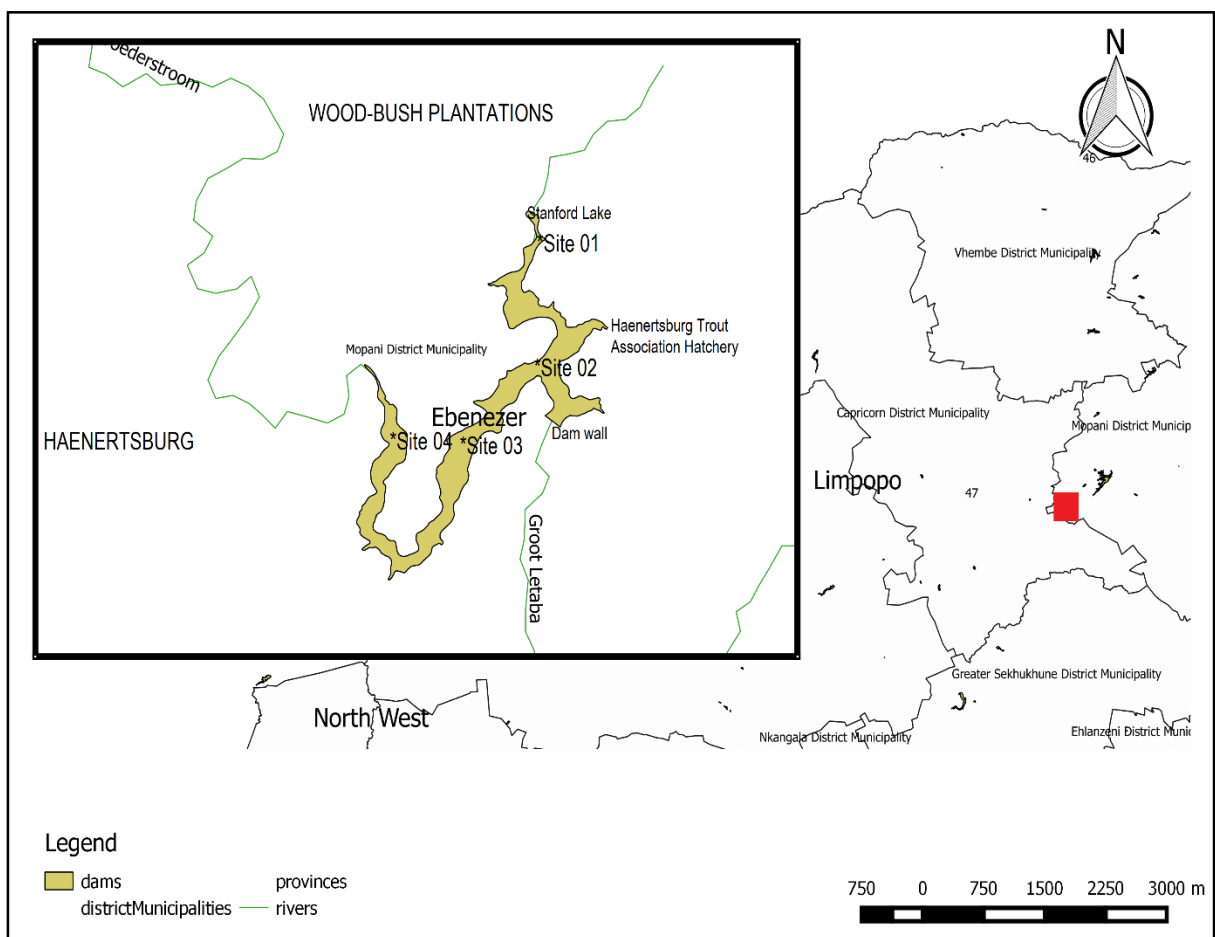 oederstroom
WOOD-BUSH PLANTATIONS
Stanford Lake
*Site 01
Haenertsburg Trout
Association Hatchery
Mopani District Municipality
*Site 02
Ebenezer
Dam wall
HAENERTSBURG
*Site 04
*Site 03
Groot Letaba
N
46
Vhembe District Municipality
Capricorn District Municipality
Mopani District Municip
Limpopo
47
Greater Sekhukhune District Municipality
North West
Nkangala District Municipality
Ehlanzeni District Munic
Legend
dams
provinces
districtMunicipalities
rivers
750 0 750 1500 2250 3000 m